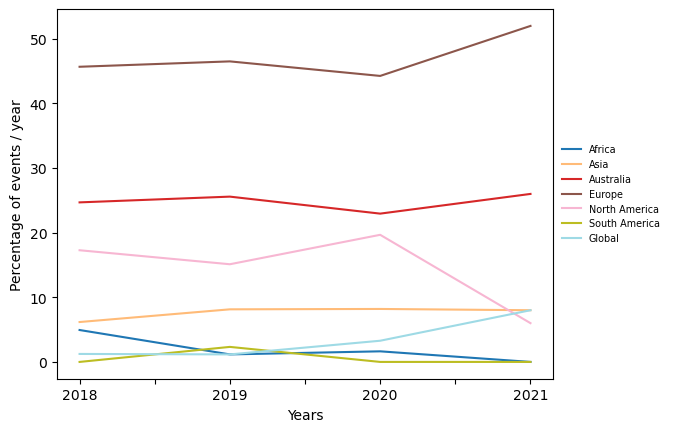 50
40
30
20
10
0
Percentage of events / year
2018 2019 2020 2021
Years
Africa
Asia
Australia
Europe
North America
South America
Global